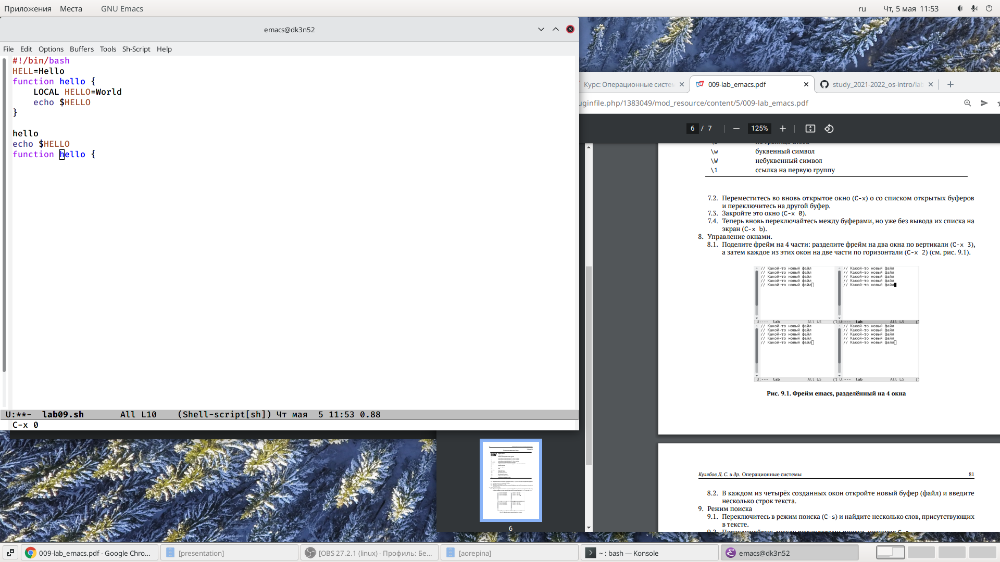 Приложения Места GNU Emacs ru Чт, 5 мая 11:53
emacs@dk3n52
File Edit Options Buffers Tools Sh-Script Help
#!/bin/bash
HELL=Hello
function hello {
    LOCAL HELLO=World
    echo $HELLO
}
hello
echo $HELLO
function hello {
U:**-  lab09.sh       All L10    (Shell-script[sh]) Чт мая  5 11:53 0.88
C-x 0
Курс: Операционные систем 009-lab_emacs.pdf study_2021-2022_os-intro/lab
uginfile.php/1383049/mod_resource/content/5/009-lab_emacs.pdf
6 / 7 125%
\w буквенный символ
\W небуквенный символ
\1 ссылка на первую группу
7.2. Переместитесь во вновь открытое окно (C-x) o со списком открытых буферов
и переключитесь на другой буфер.
7.3. Закройте это окно (C-x 0).
7.4. Теперь вновь переключайтесь между буферами, но уже без вывода их списка на
экран (C-x b).
8. Управление окнами.
8.1. Поделите фрейм на 4 части: разделите фрейм на два окна по вертикали (C-x 3),
а затем каждое из этих окон на две части по горизонтали (C-x 2) (см. рис. 9.1).
// Какой-то новый файл // Какой-то новый файл
// Какой-то новый файл // Какой-то новый файл
// Какой-то новый файл // Какой-то новый файл
// Какой-то новый файл // Какой-то новый файл
// Какой-то новый файл // Какой-то новый файл
U:--- lab All L5 (1 U:--- lab All L5 (1
// Какой-то новый файл // Какой-то новый файл
// Какой-то новый файл // Какой-то новый файл
// Какой-то новый файл // Какой-то новый файл
// Какой-то новый файл // Какой-то новый файл
// Какой-то новый файл // Какой-то новый файл
U:--- lab All L5 (1 U:--- lab All L5 (1
Рис. 9.1. Фрейм emacs, разделённый на 4 окна
Кулябов Д. С. и др. Операционные системы 81
8.2. В каждом из четырёх созданных окон откройте новый буфер (файл) и введите
несколько строк текста.
9. Режим поиска
9.1. Переключитесь в режим поиска (C-s) и найдите несколько слов, присутствующих
в тексте.
6
009-lab_emacs.pdf - Google Chro... [presentation] [OBS 27.2.1 (linux) - Профиль: Бе... [aorepina] ~ : bash — Konsole emacs@dk3n52